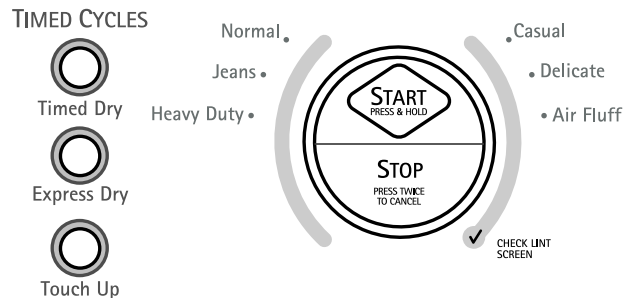 TIMED CYCLES
Timed Dry
Express Dry
Touch Up
Normal
Jeans
Heavy Duty
START
PRESS & HOLD
STOP
PRESS TWICE
TO CANCEL
Casual
Delicate
Air Fluff
CHECK LINT
SCREEN